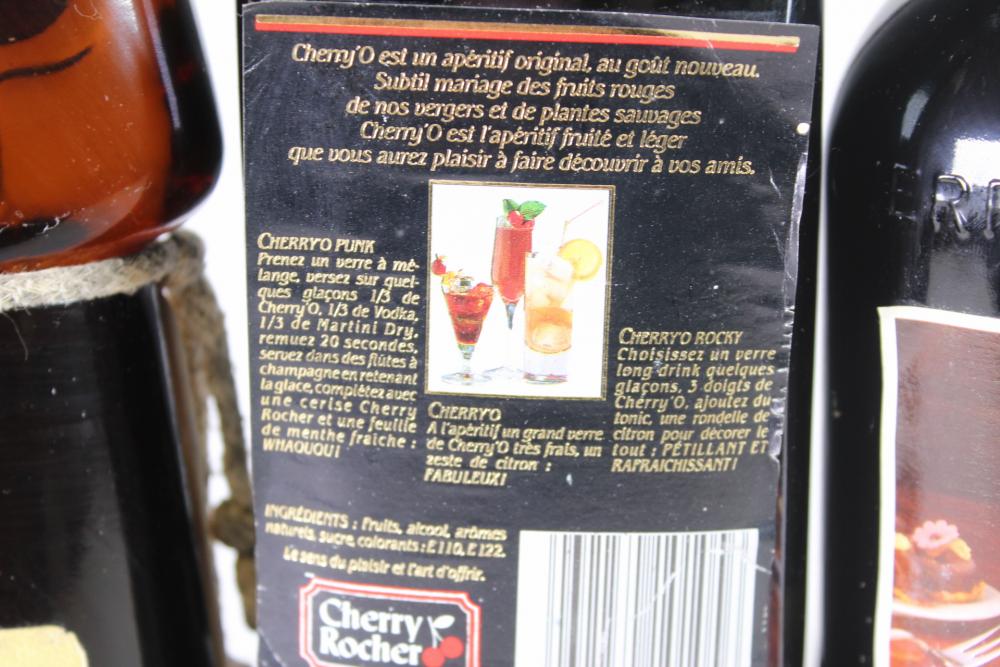 Cherry'O est un apéritif original, au goût nouveau.
Subtil mariage des fruits rouges
de nos vergers et de plantes sauvages
Cherry'O est l'apéritif fruité et léger
que vous aurez plaisir à faire découvrir à vos amis.
CHERRY'O PUNK
Prenez un verre à mé-
lange, versez sur quel-
ques glaçons 1/3 de
Cherry'O, 1/3 de Vodka,
1/3 de Martini Dry,
remuez 20 secondes,
servez dans des flûtes à
champagne en retenant
la glace, complétez avec
une cerise Cherry
Rocher et une feuille
de menthe fraîche :
WHAOUOU!
CHERRY'O
A l'apéritif un grand verre
de Cherry'O très frais, un
zeste de citron :
FABULEUX!
CHERRY'O ROCKY
Choisissez un verre
long drink quelques
glaçons, 3 doigts de
Cherry'O, ajoutez du
tonic, une rondelle de
citron pour décorer le
tout : PÉTILLANT ET
RAFRAICHISSANT!
INGRÉDIENTS : Fruits, alcool, arômes
naturels, sucre, colorants : E110, E122.
Le sens du plaisir et l'art d'offrir.
Cherry
Rocher